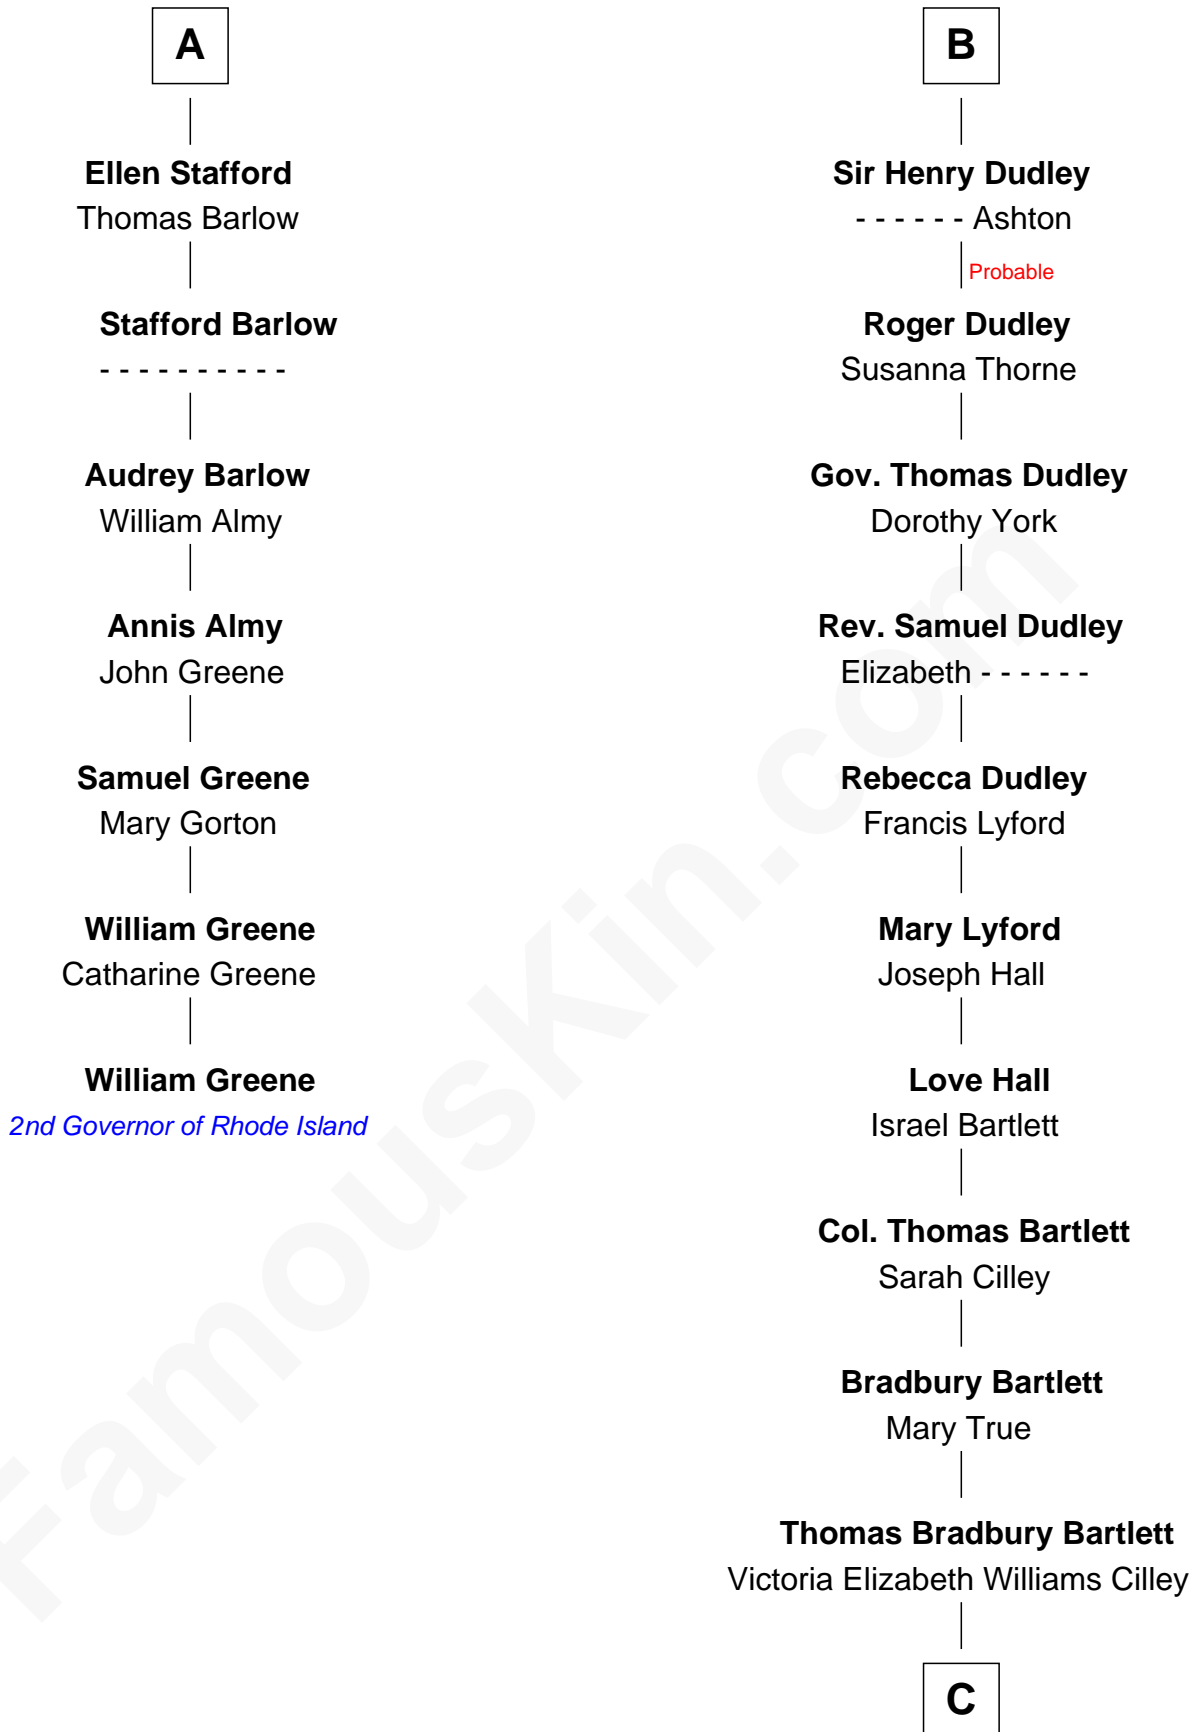 A
Ellen Stafford
Thomas Barlow
Stafford Barlow
- - - - - - - - - -
Audrey Barlow
William Almy
Annis Almy
John Greene
Samuel Greene
Mary Gorton
William Greene
Catharine Greene
William Greene
2nd Governor of Rhode Island
B
Sir Henry Dudley
- - - - - - Ashton
Probable
Roger Dudley
Susanna Thorne
Gov. Thomas Dudley
Dorothy York
Rev. Samuel Dudley
Elizabeth - - - - - -
Rebecca Dudley
Francis Lyford
Mary Lyford
Joseph Hall
Love Hall
Israel Bartlett
Col. Thomas Bartlett
Sarah Cilley
Bradbury Bartlett
Mary True
Thomas Bradbury Bartlett
Victoria Elizabeth Williams Cilley
C
FamousKin.com